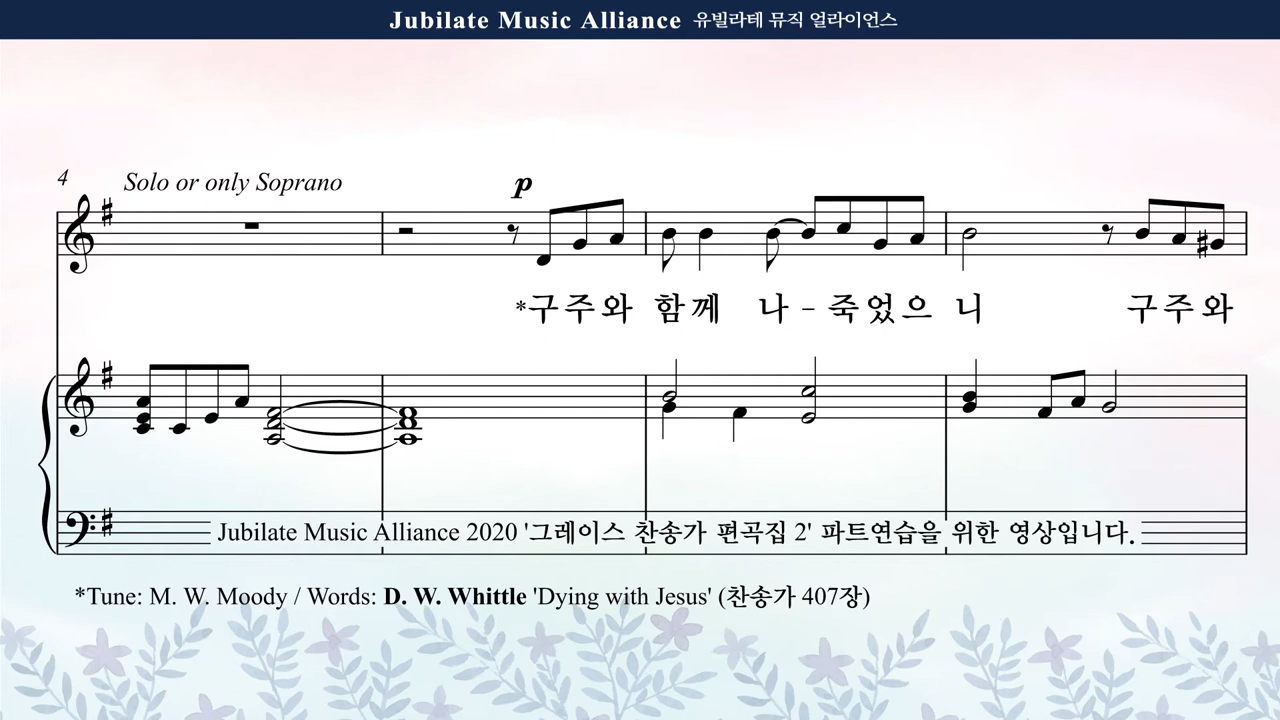 Jubilate Music Alliance 유빌라테 뮤직 얼라이언스
4 Solo or only Soprano p
*구주와 함께 나-죽었으니 구주와
Jubilate Music Alliance 2020 '그레이스 찬송가 편곡집 2' 파트연습을 위한 영상입니다.
*Tune: M. W. Moody / Words: D. W. Whittle 'Dying with Jesus' (찬송가 407장)